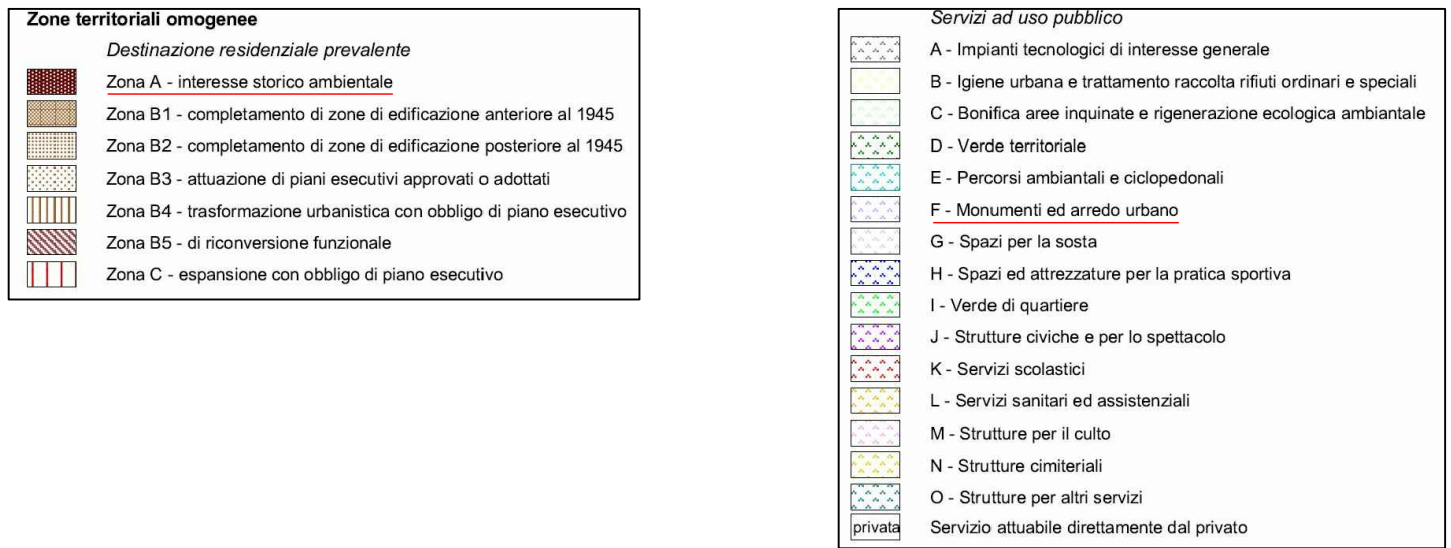 Zone territoriali omogenee
Destinazione residenziale prevalente
Zona A - interesse storico ambientale
Zona B1 - completamento di zone di edificazione anteriore al 1945
Zona B2 - completamento di zone di edificazione posteriore al 1945
Zona B3 - attuazione di piani esecutivi approvati o adottati
Zona B4 - trasformazione urbanistica con obbligo di piano esecutivo
Zona B5 - di riconversione funzionale
Zona C - espansione con obbligo di piano esecutivo
Servizi ad uso pubblico
A - Impianti tecnologici di interesse generale
B - Igiene urbana e trattamento raccolta rifiuti ordinari e speciali
C - Bonifica aree inquinate e rigenerazione ecologica ambiantale
D - Verde territoriale
E - Percorsi ambiantali e ciclopedonali
F - Monumenti ed arredo urbano
G - Spazi per la sosta
H - Spazi ed attrezzature per la pratica sportiva
I - Verde di quartiere
J - Strutture civiche e per lo spettacolo
K - Servizi scolastici
L - Servizi sanitari ed assistenziali
M - Strutture per il culto
N - Strutture cimiteriali
O - Strutture per altri servizi
privata Servizio attuabile direttamente dal privato